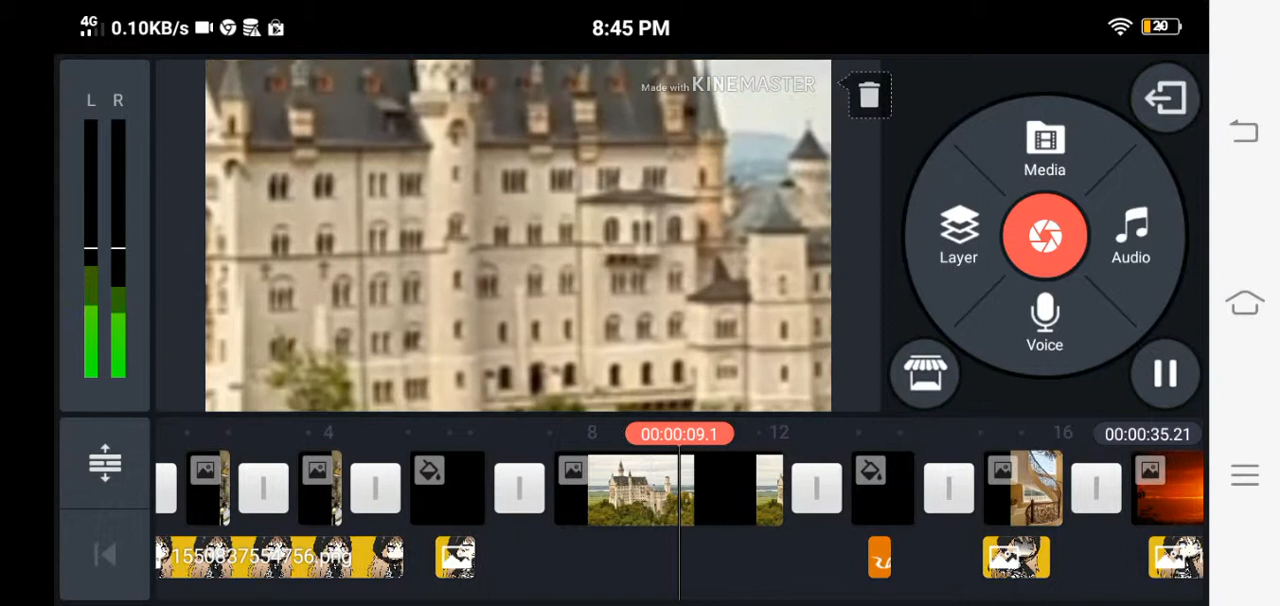 4G 0.10KB/s 8:45 PM 20
L R
Made with KINEMASTER
Media
Layer
Audio
Voice
4 8 00:00:09.1 12 16 00:00:35.21
1550837554756.png